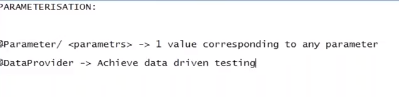 PARAMETERISATION:
@Parameter/ <parametrs> -> 1 value corresponding to any parameter
@DataProvider -> Achieve data driven testing